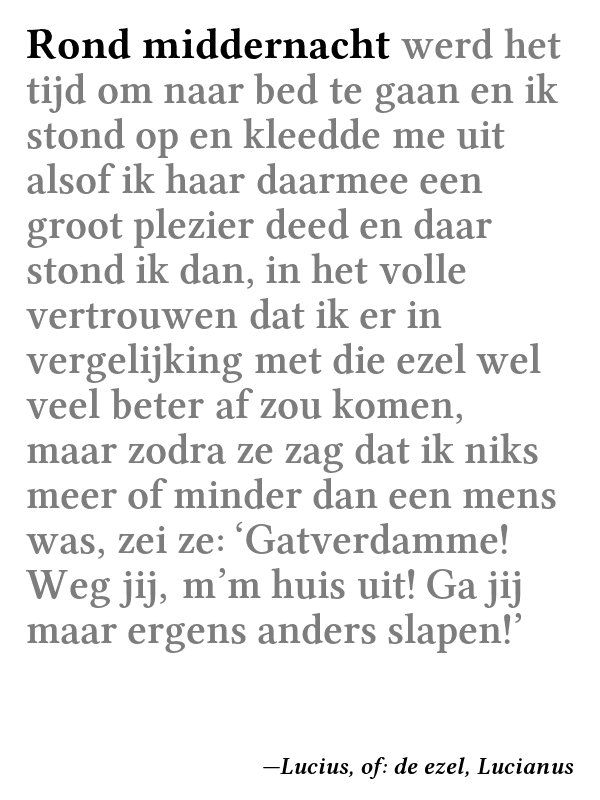 Rond middernacht werd het
tijd om naar bed te gaan en ik
stond op en kleedde me uit
alsof ik haar daarmee een
groot plezier deed en daar
stond ik dan, in het volle
vertrouwen dat ik er in
vergelijking met die ezel wel
veel beter af zou komen,
maar zodra ze zag dat ik niks
meer of minder dan een mens
was, zei ze: ‘Gatverdamme!
Weg jij, m’m huis uit! Ga jij
maar ergens anders slapen!’
—Lucius, of: de ezel, Lucianus